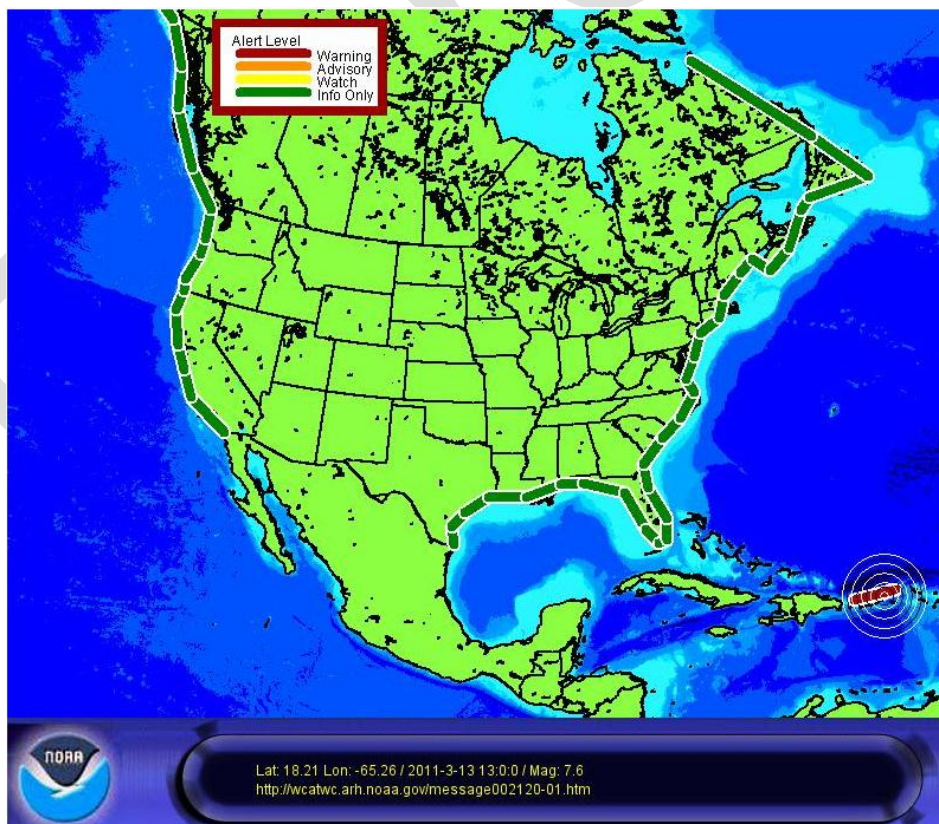 Alert Level
Warning
Advisory
Watch
Info Only
NOAA
Lat: 18.21 Lon: -65.26 / 2011-3-13 13:0:0 / Mag: 7.6
http://wcatwc.arh.noaa.gov/message002120-01.htm